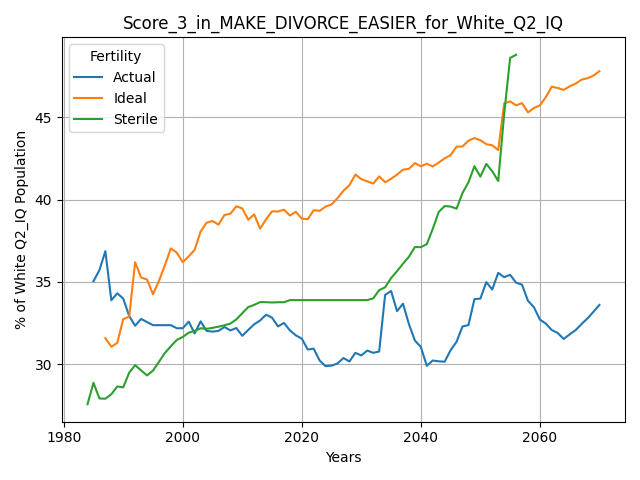 Score_3_in_MAKE_DIVORCE_EASIER_for_White_Q2_IQ
Fertility
Actual
Ideal
Sterile
% of White Q2_IQ Population
45
40
35
30
1980
2000
2020
2040
2060
Years